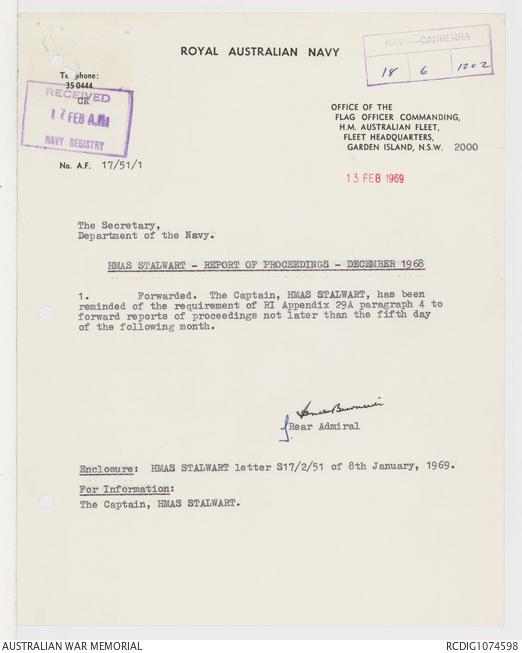 ROYAL AUSTRALIAN NAVY
NAVY—CANBERRA
18 6 1202
Te phone:
35 0444
CK
RECEIVED
17 FEB A.M
NAVY REGISTRY
OFFICE OF THE
FLAG OFFICER COMMANDING,
H.M. AUSTRALIAN FLEET,
FLEET HEADQUARTERS,
GARDEN ISLAND, N.S.W. 2000
No. A.F. 17/51/1
13 FEB 1969
The Secretary,
Department of the Navy.
HMAS STALWART - REPORT OF PROCEEDINGS - DECEMBER 1968
1. Forwarded. The Captain, HMAS STALWART, has been
reminded of the requirement of RI Appendix 29A paragraph 4 to
forward reports of proceedings not later than the fifth day
of the following month.
Rear Admiral
Enclosure: HMAS STALWART letter S17/2/51 of 8th January, 1969.
For Information:
The Captain, HMAS STALWART.
AUSTRALIAN WAR MEMORIAL
RCDIG1074598